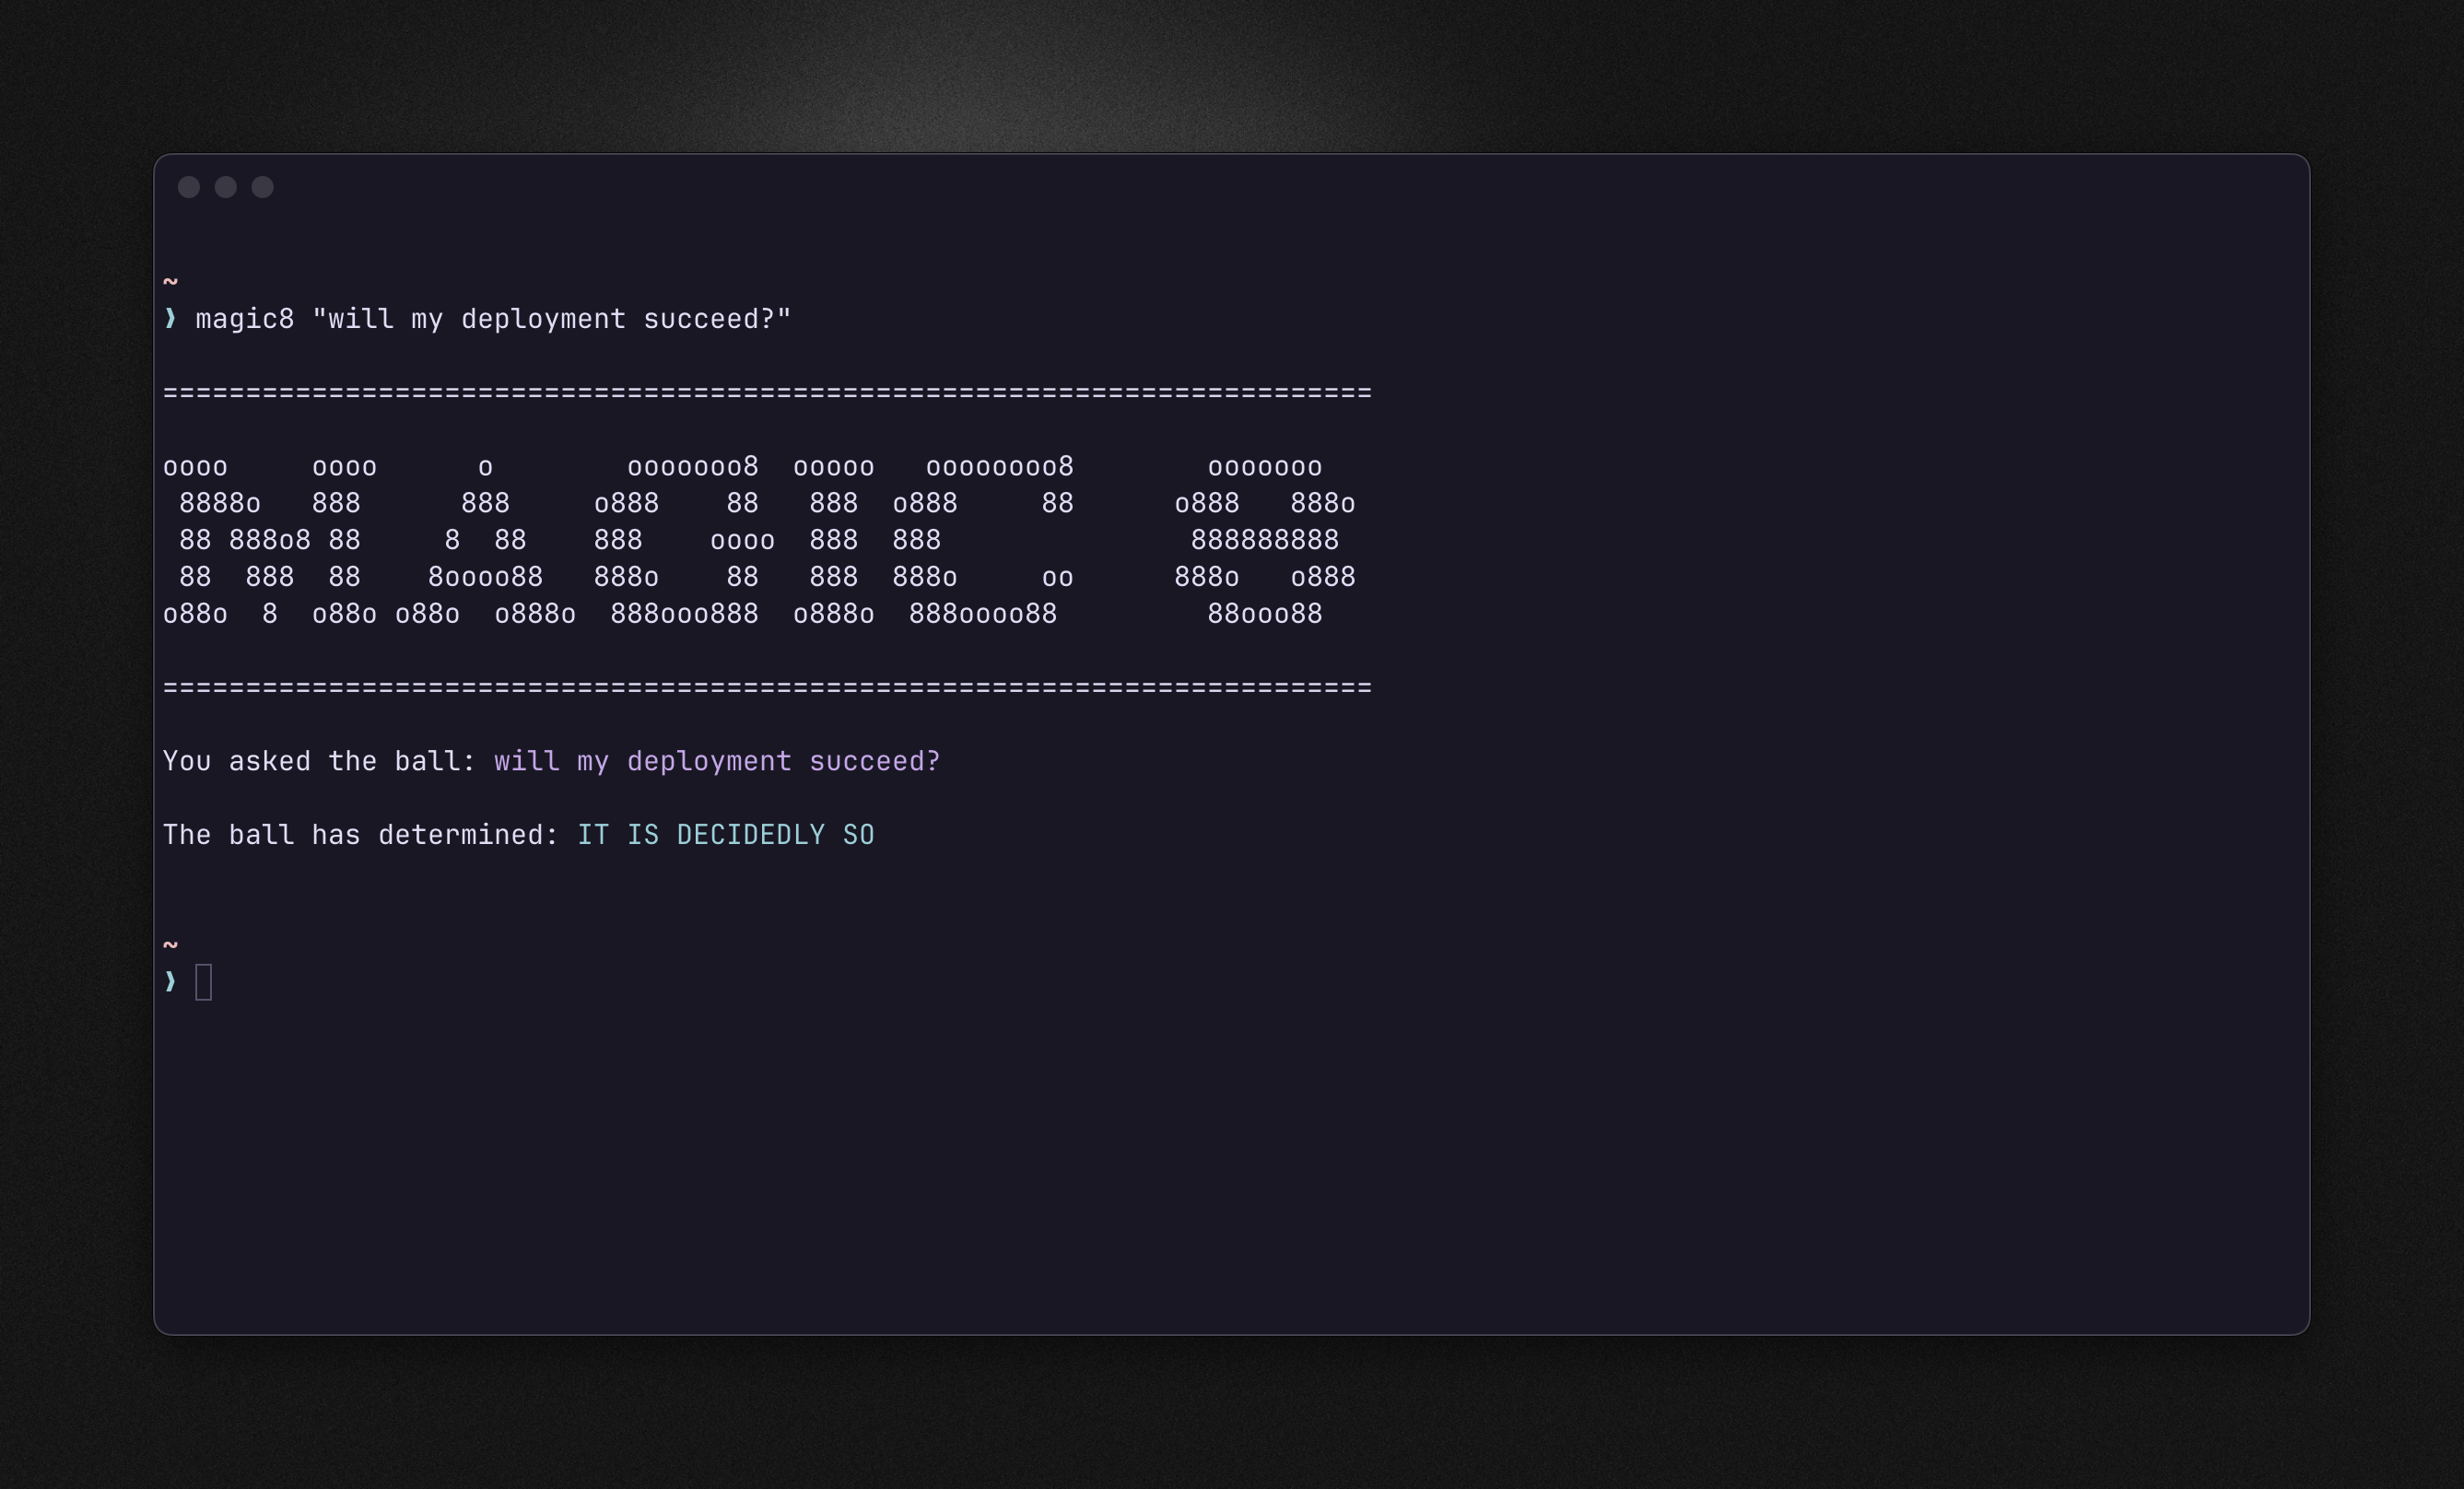 ~
❯ magic8 "will my deployment succeed?"
=========================================================================
oooo     oooo      o        ooooooo8  ooooo   oooooooo8        ooooooo
 8888o   888      888     o888    88   888  o888     88      o888   888o
 88 888o8 88     8  88    888    oooo  888  888               888888888
 88  888  88    8oooo88   888o    88   888  888o     oo      888o   o888
o88o  8  o88o o88o  o888o  888ooo888  o888o  888oooo88         88ooo88
=========================================================================
You asked the ball: will my deployment succeed?
The ball has determined: IT IS DECIDEDLY SO
~
❯